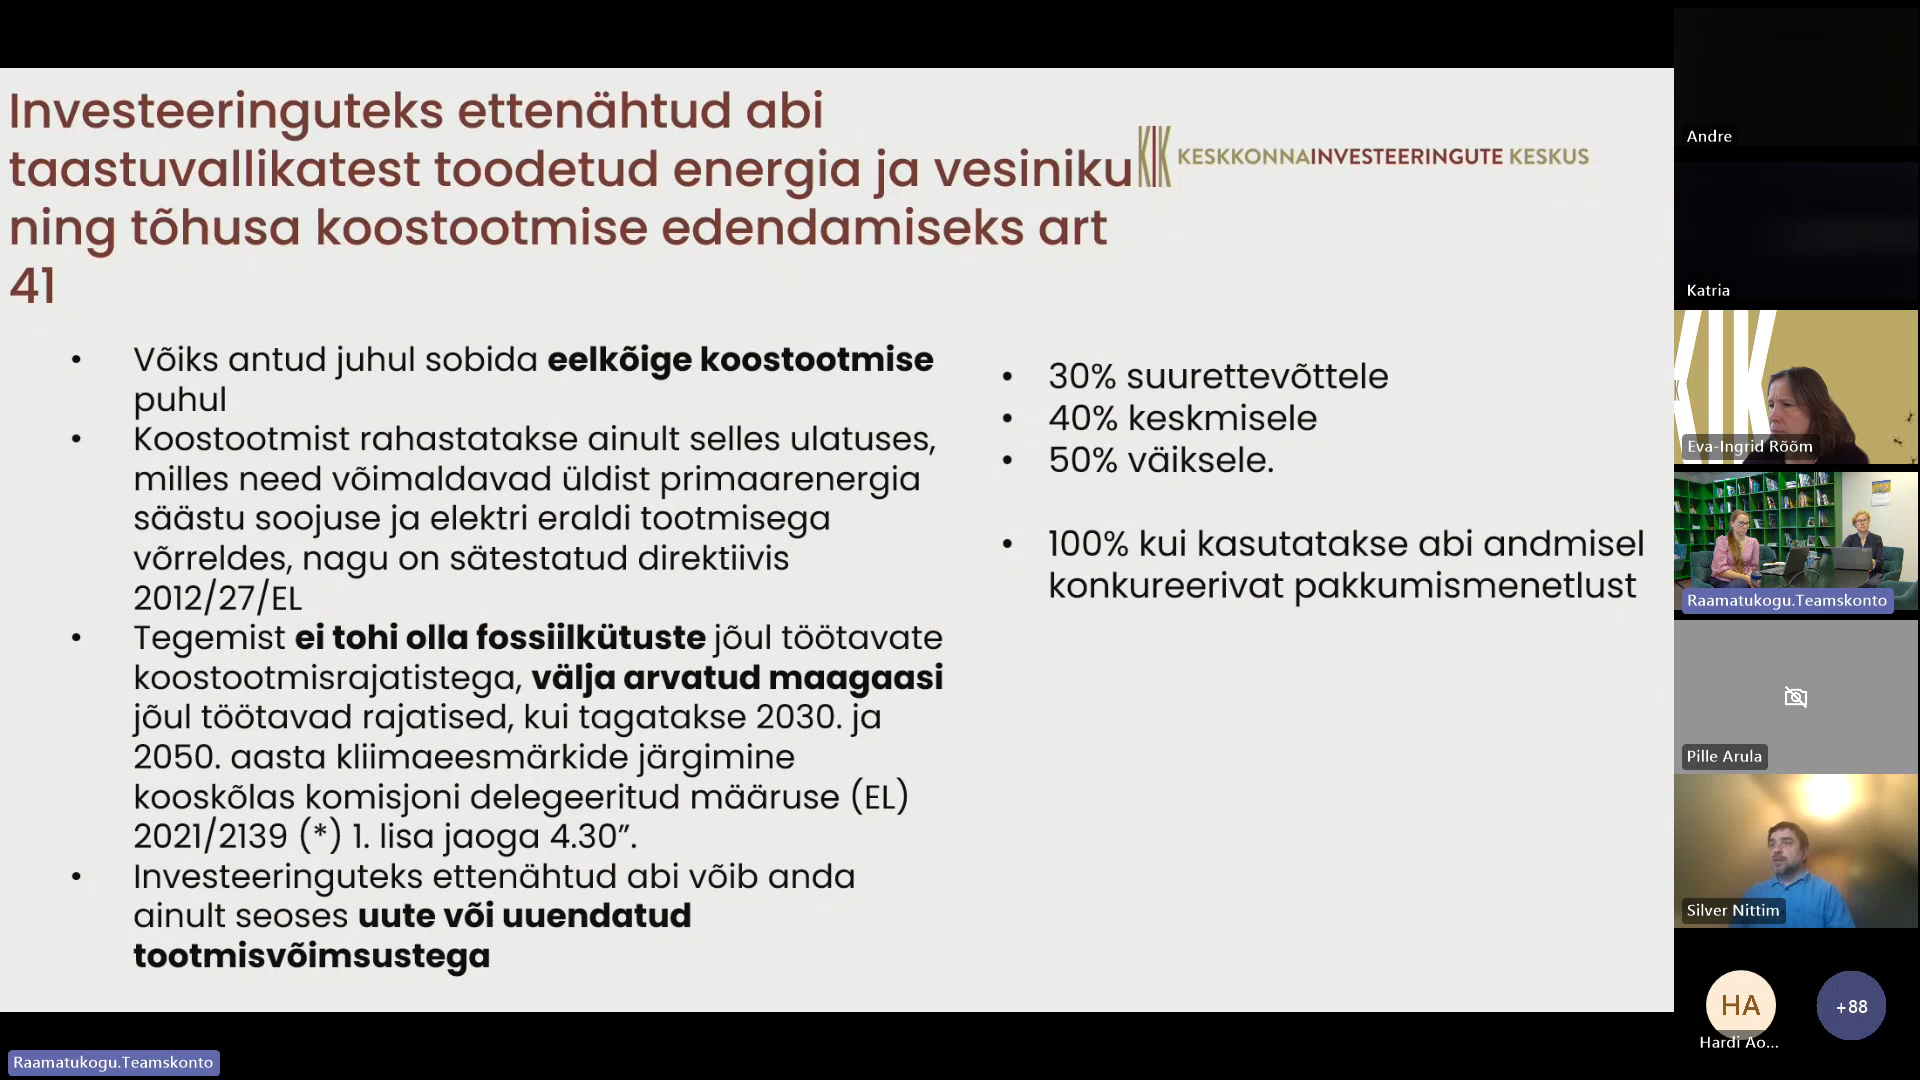 Investeeringuteks ettenähtud abi
taastuvallikatest toodetud energia ja vesiniku
ning tõhusa koostootmise edendamiseks art
41
KESKKONNAINVESTEERINGUTE KESKUS
• Võiks antud juhul sobida eelkõige koostootmise
puhul
• Koostootmist rahastatakse ainult selles ulatuses,
milles need võimaldavad üldist primaarenergia
säästu soojuse ja elektri eraldi tootmisega
võrreldes, nagu on sätestatud direktiivis
2012/27/EL
• Tegemist ei tohi olla fossiilkütuste jõul töötavate
koostootmisrajatistega, välja arvatud maagaasi
jõul töötavad rajatised, kui tagatakse 2030. ja
2050. aasta kliimaeesmärkide järgimine
kooskõlas komisjoni delegeeritud määruse (EL)
2021/2139 (*) 1. lisa jaoga 4.30”.
• Investeeringuteks ettenähtud abi võib anda
ainult seoses uute või uuendatud
tootmisvõimsustega
• 30% suurettevõttele
• 40% keskmisele
• 50% väiksele.
• 100% kui kasutatakse abi andmisel
konkureerivat pakkumismenetlust
Andre
Katria
KIK
Eva-Ingrid Rõõm
Raamatukogu.Teamskonto
Pille Arula
Silver Nittim
HA
Hardi Ao...
+88
Raamatukogu.Teamskonto